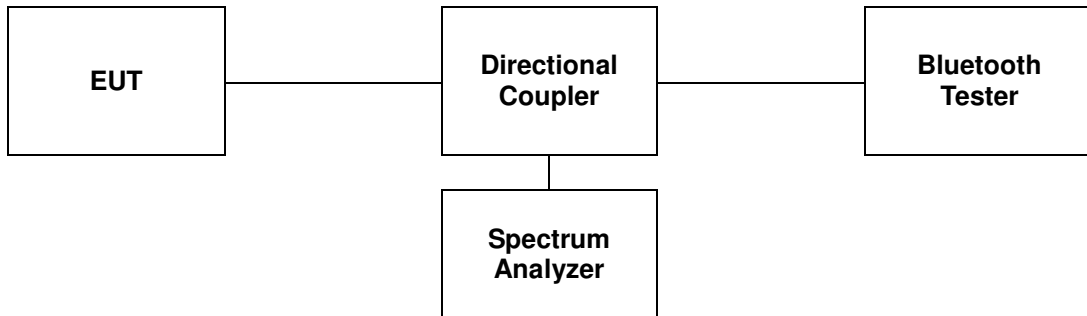 EUT
Directional
Coupler
Bluetooth
Tester
Spectrum
Analyzer